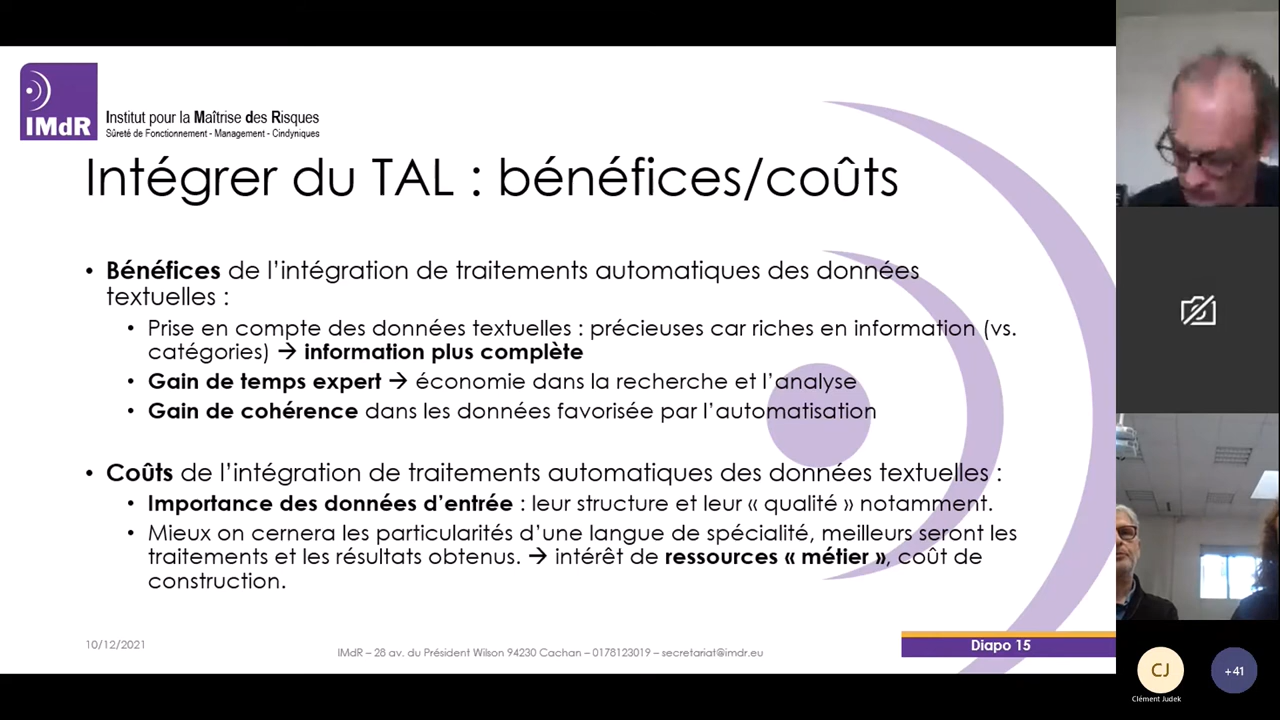 IMdR
Institut pour la Maîtrise des Risques
Sûreté de Fonctionnement - Management - Cindyniques
Intégrer du TAL : bénéfices/coûts
• Bénéfices de l’intégration de traitements automatiques des données
textuelles :
• Prise en compte des données textuelles : précieuses car riches en information (vs.
catégories) → information plus complète
• Gain de temps expert → économie dans la recherche et l’analyse
• Gain de cohérence dans les données favorisée par l’automatisation
• Coûts de l’intégration de traitements automatiques des données textuelles :
• Importance des données d’entrée : leur structure et leur « qualité » notamment.
• Mieux on cernera les particularités d’une langue de spécialité, meilleurs seront les
traitements et les résultats obtenus. → intérêt de ressources « métier », coût de
construction.
10/12/2021
IMdR – 28 av. du Président Wilson 94230 Cachan – 0178123019 – secretariat@imdr.eu
Diapo 15
CJ
+41
Clément Judek